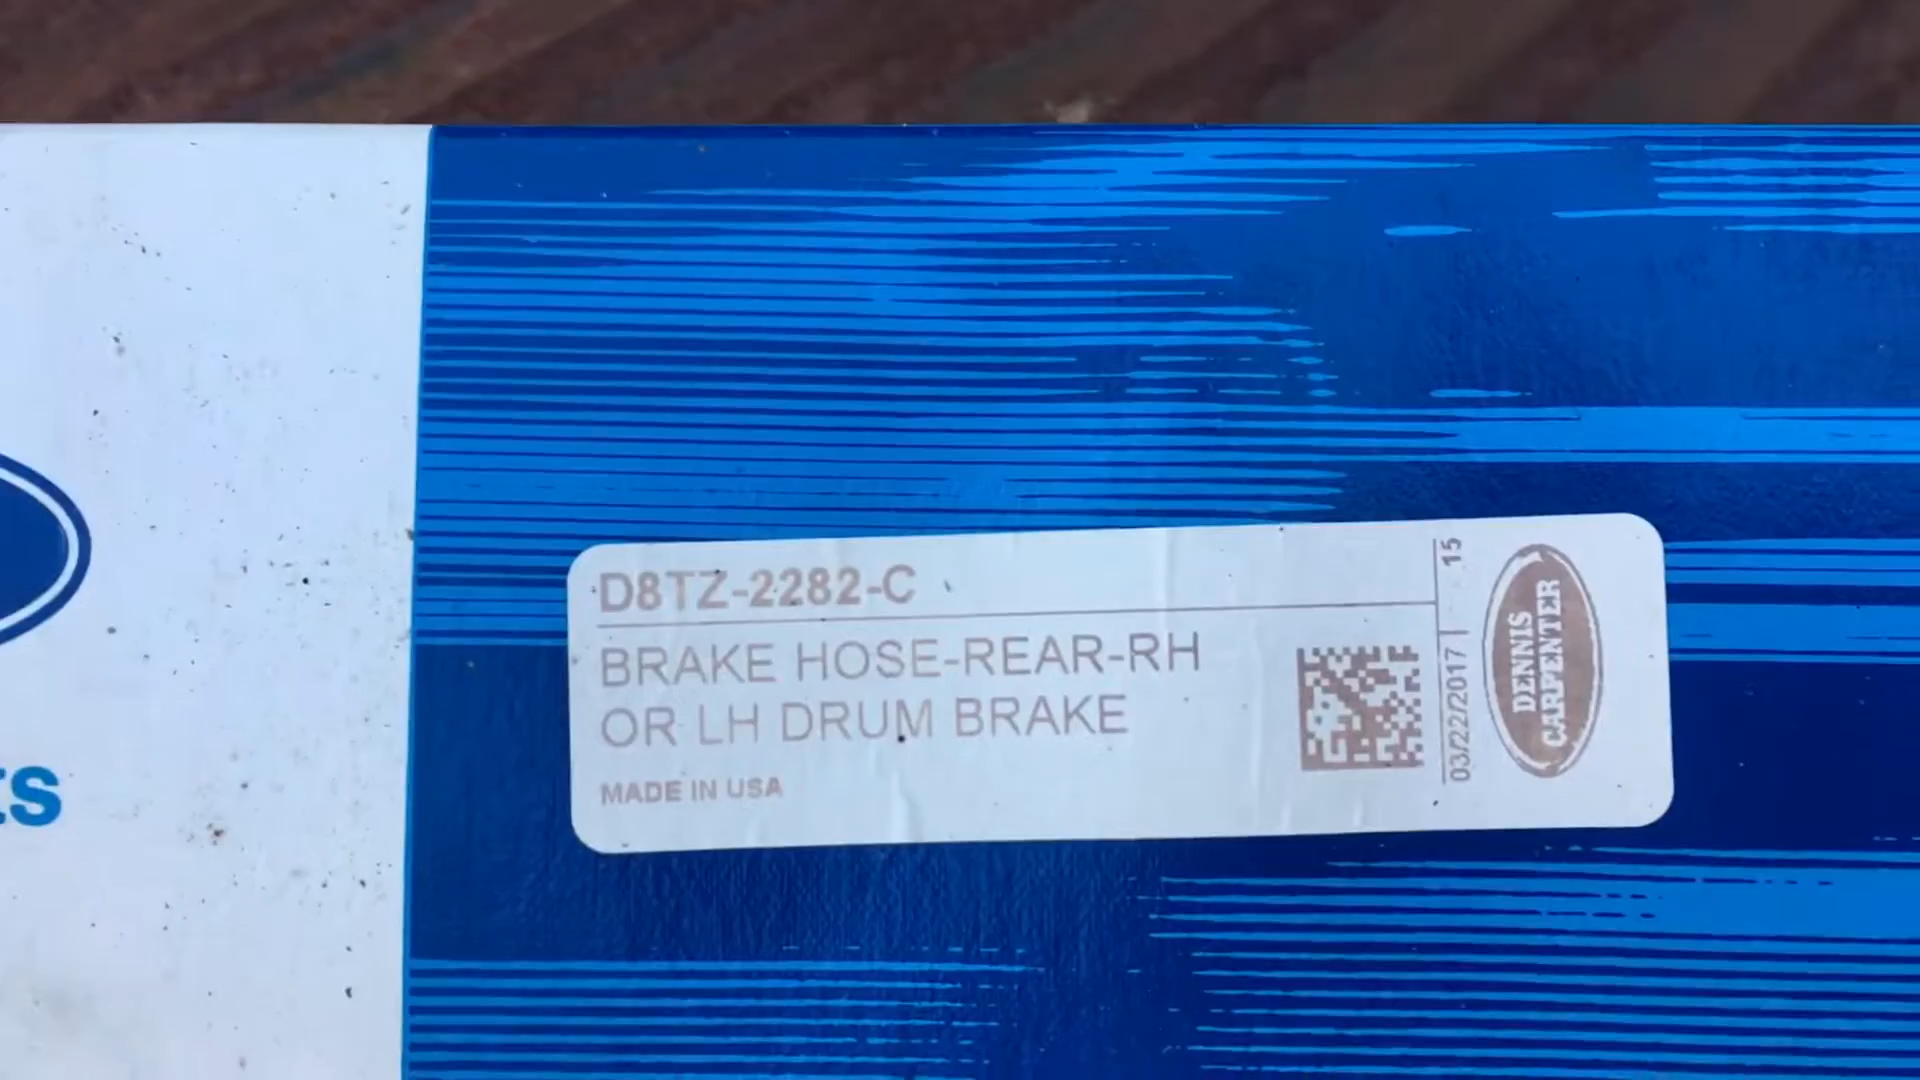 D8TZ-2282-C
BRAKE HOSE-REAR-RH
OR LH DRUM BRAKE
MADE IN USA
03/22/2017 | 15
DENNIS
CARPENTER
ts